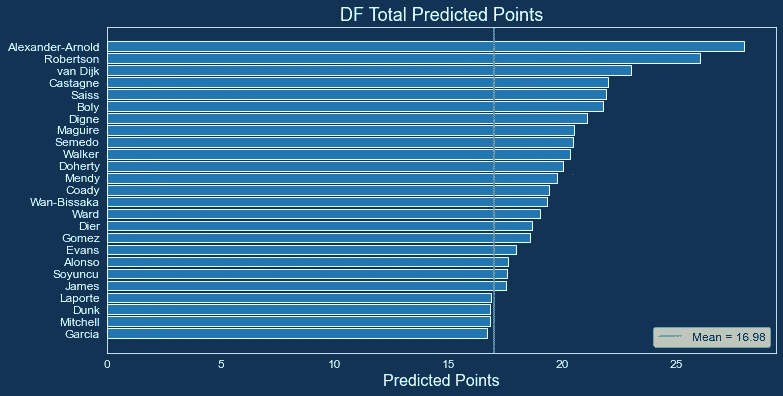 DF Total Predicted Points
Alexander-Arnold
Robertson
van Dijk
Castagne
Saiss
Boly
Digne
Maguire
Semedo
Walker
Doherty
Mendy
Coady
Wan-Bissaka
Ward
Dier
Gomez
Evans
Alonso
Soyuncu
James
Laporte
Dunk
Mitchell
Garcia
Mean = 16.98
0 5 10 15 20 25
Predicted Points